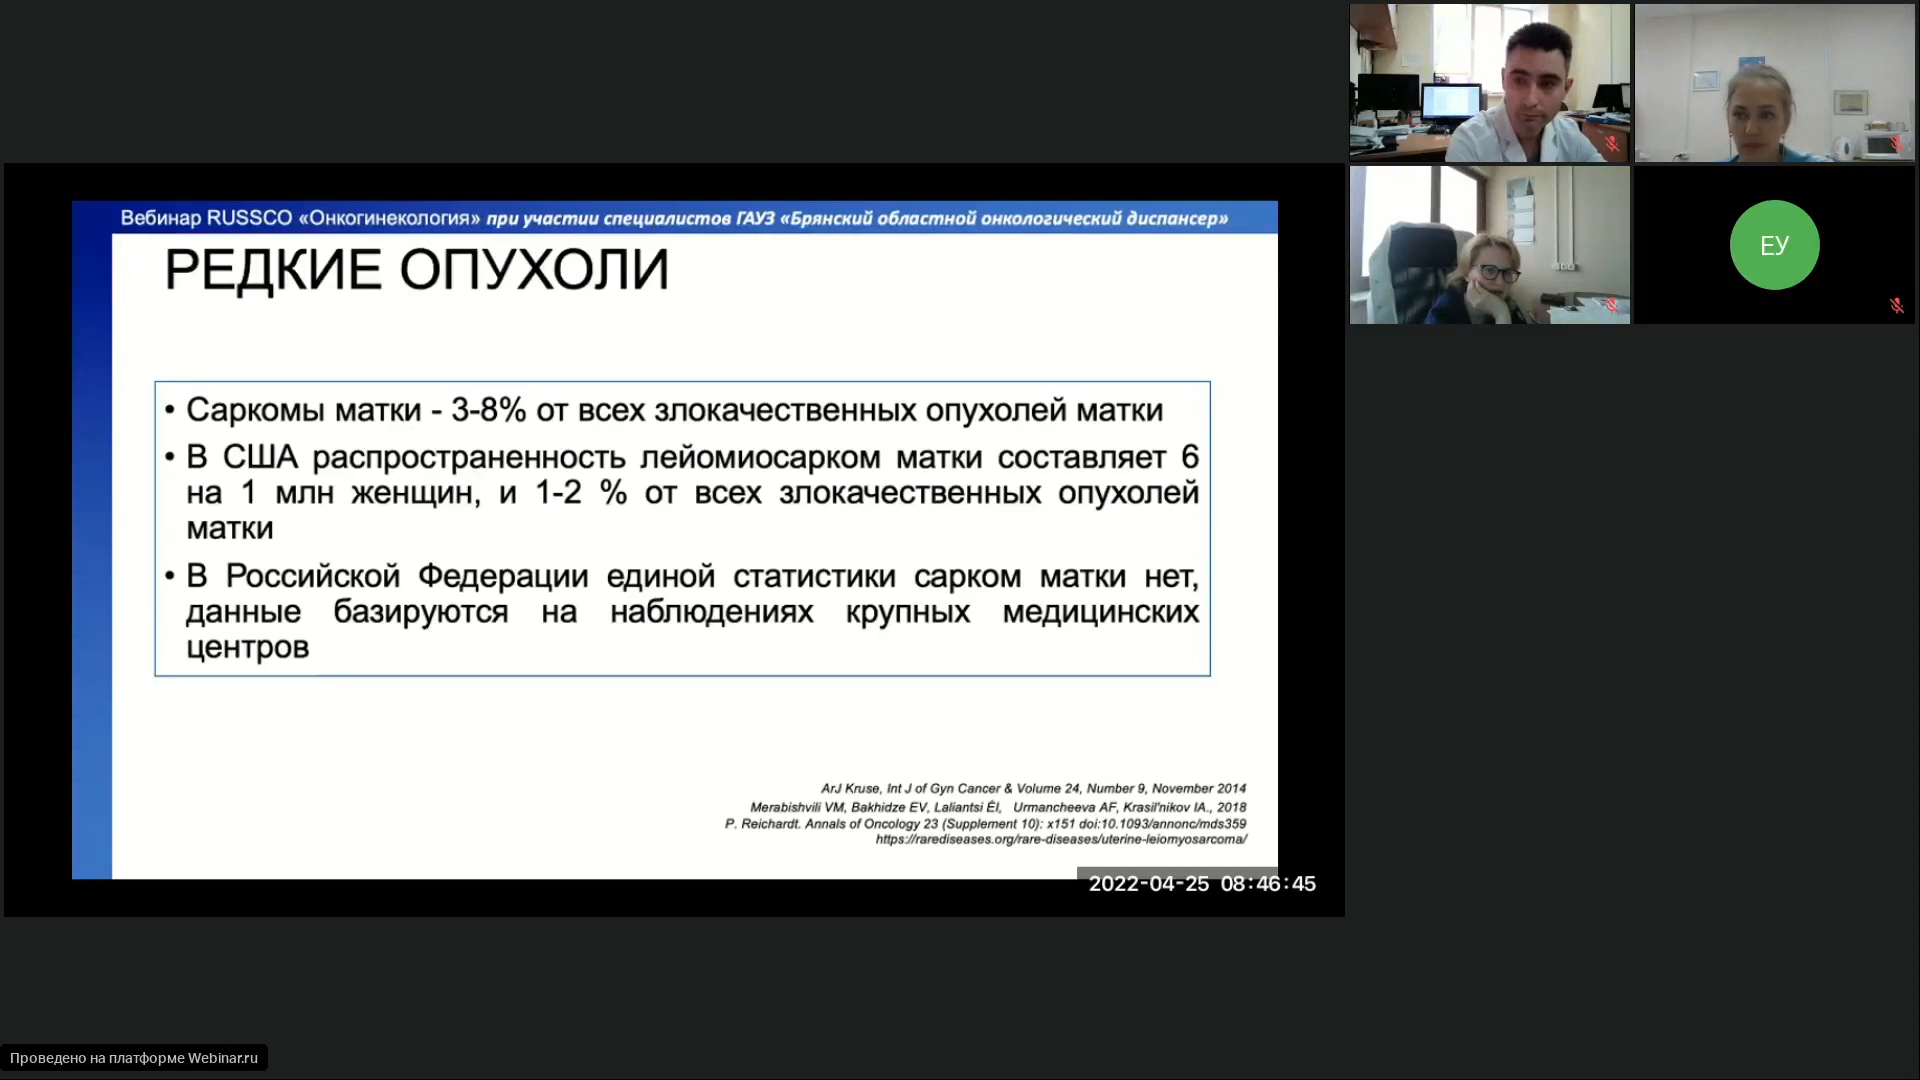 Вебинар RUSSCO «Онкогинекология» при участии специалистов ГАУЗ «Брянский областной онкологический диспансер»
РЕДКИЕ ОПУХОЛИ
• Саркомы матки - 3-8% от всех злокачественных опухолей матки
• В США распространенность лейомиосарком матки составляет 6
на 1 млн женщин, и 1-2 % от всех злокачественных опухолей
матки
• В Российской Федерации единой статистики сарком матки нет,
данные базируются на наблюдениях крупных медицинских
центров
ArJ Kruse, Int J of Gyn Cancer & Volume 24, Number 9, November 2014
Merabishvili VM, Bakhidze EV, Laliantsi ÉI, Urmancheeva AF, Krasil'nikov IA., 2018
P. Reichardt. Annals of Oncology 23 (Supplement 10): x151 doi:10.1093/annonc/mds359
https://rarediseases.org/rare-diseases/uterine-leiomyosarcoma/
2022-04-25 08:46:45
ЕУ
Проведено на платформе Webinar.ru